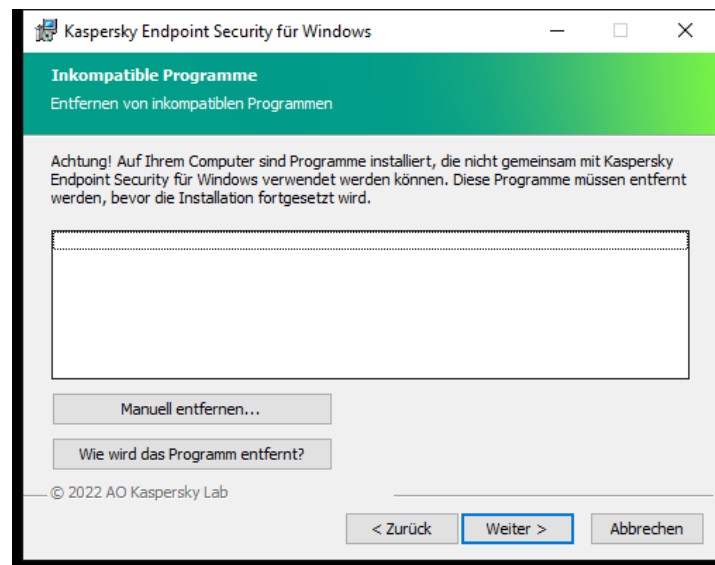 Kaspersky Endpoint Security für Windows
Inkompatible Programme
Entfernen von inkompatiblen Programmen
Achtung! Auf Ihrem Computer sind Programme installiert, die nicht gemeinsam mit Kaspersky
Endpoint Security für Windows verwendet werden können. Diese Programme müssen entfernt
werden, bevor die Installation fortgesetzt wird.
Manuell entfernen...
Wie wird das Programm entfernt?
© 2022 AO Kaspersky Lab
< Zurück Weiter > Abbrechen